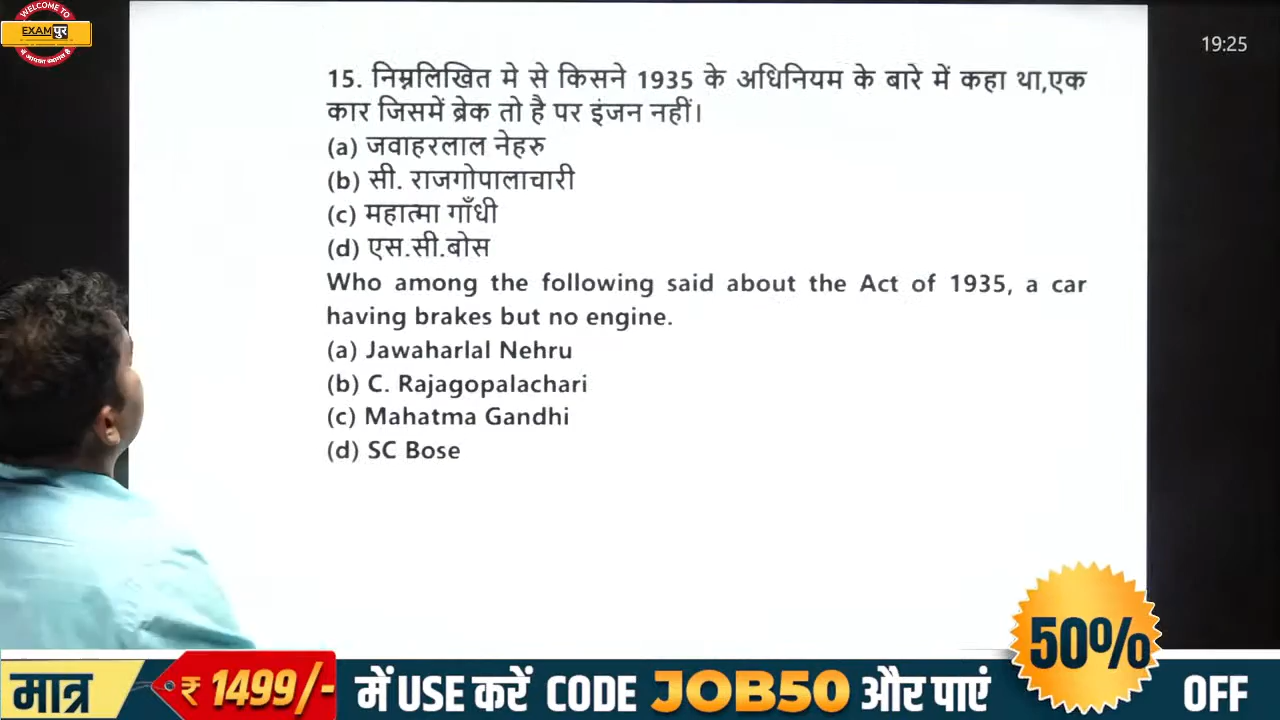 WELCOME TO
EXAMपुर
19:25
15. निम्नलिखित मे से किसने 1935 के अधिनियम के बारे में कहा था,एक
कार जिसमें ब्रेक तो है पर इंजन नहीं।
(a) जवाहरलाल नेहरु
(b) सी. राजगोपालाचारी
(c) महात्मा गाँधी
(d) एस.सी.बोस
Who among the following said about the Act of 1935, a car
having brakes but no engine.
(a) Jawaharlal Nehru
(b) C. Rajagopalachari
(c) Mahatma Gandhi
(d) SC Bose
मात्र ₹ 1499/- में USE करें CODE JOB50 और पाएं 50% OFF